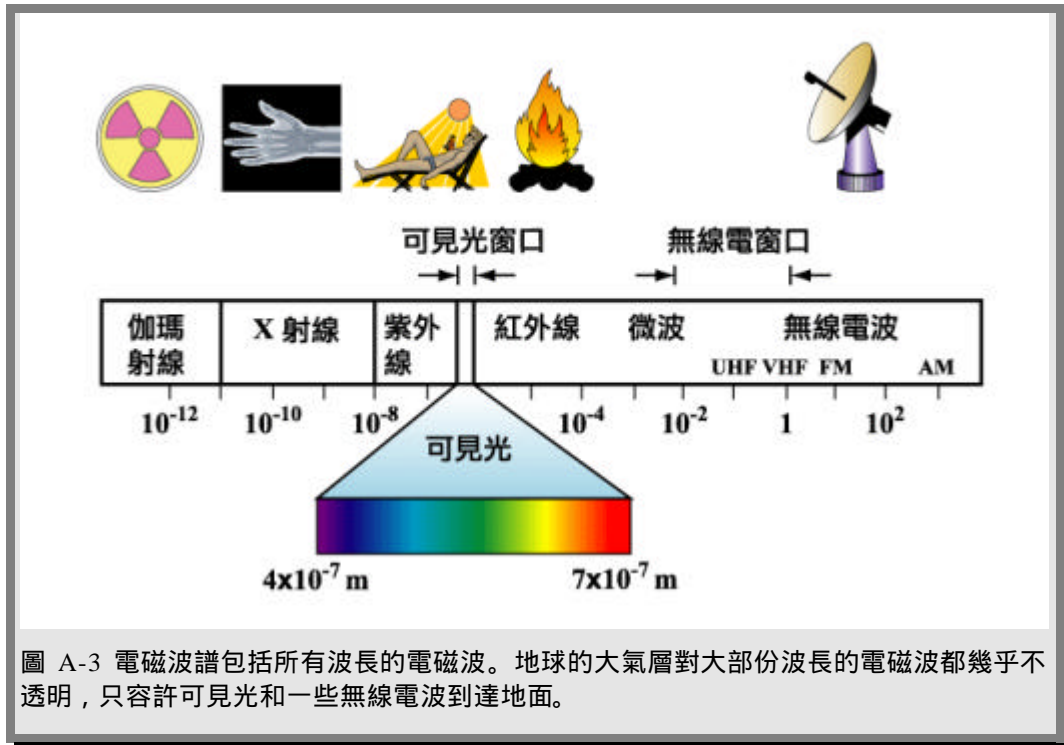 可見光窗口 無線電窗口
伽瑪 X 射線 紫外 紅外線 微波 無線電波
射線 線
UHF VHF FM AM
10⁻¹² 10⁻¹⁰ 10⁻⁸ 10⁻⁴ 10⁻² 1 10²
可見光
4x10⁻⁷ m 7x10⁻⁷ m
圖 A-3 電磁波譜包括所有波長的電磁波。地球的大氣層對大部份波長的電磁波都幾乎不
透明，只容許可見光和一些無線電波到達地面。